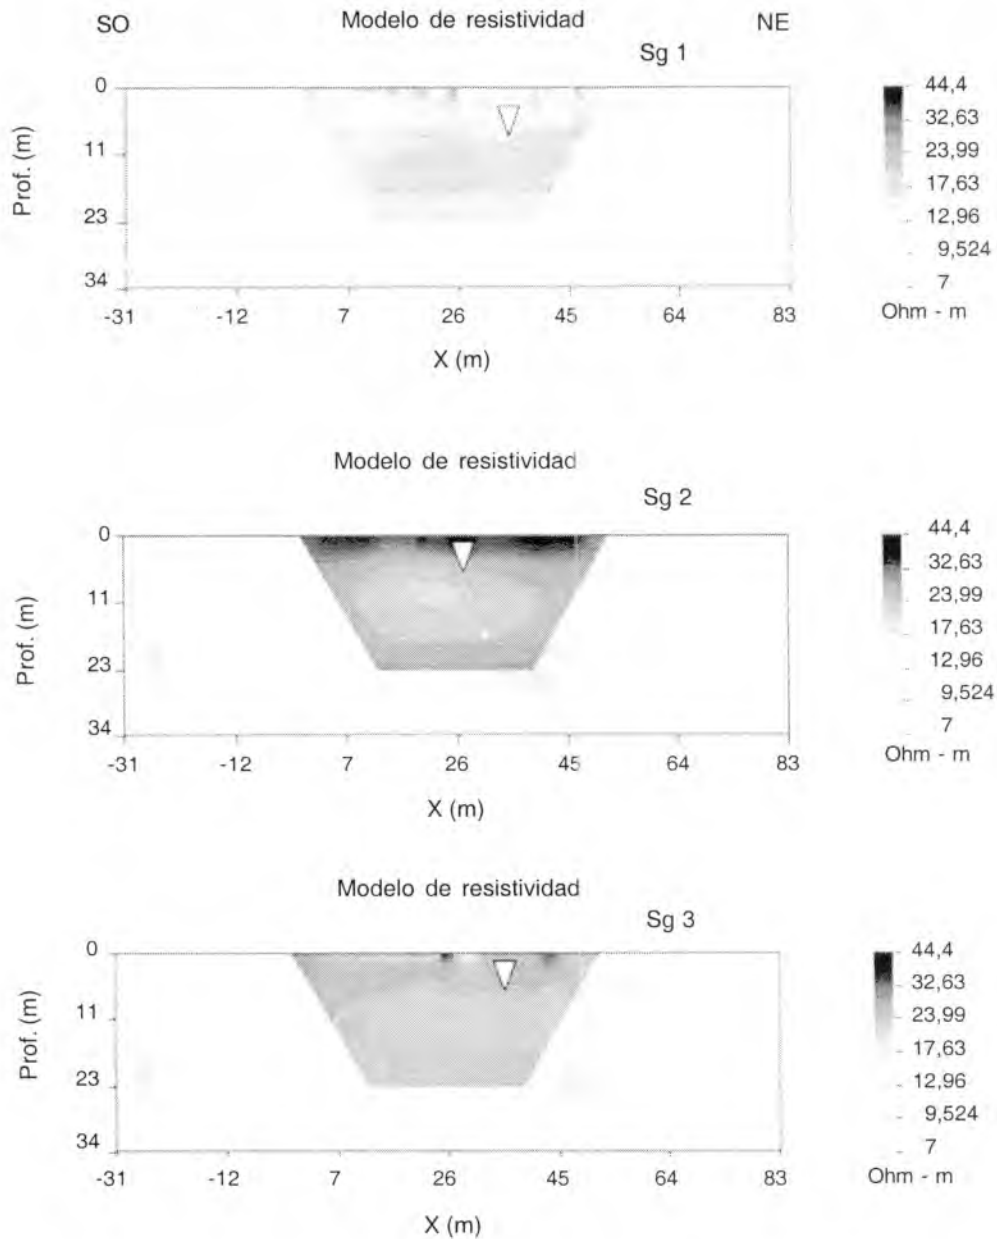 SO Modelo de resistividad NE
Sg 1
Prof. (m)
0
11
23
34
-31 -12 7 26 45 64 83
X (m)
44,4
32,63
23,99
17,63
12,96
9,524
7
Ohm - m
Modelo de resistividad
Sg 2
Prof. (m)
0
11
23
34
-31 -12 7 26 45 64 83
X (m)
44,4
32,63
23,99
17,63
12,96
9,524
7
Ohm - m
Modelo de resistividad
Sg 3
Prof. (m)
0
11
23
34
-31 -12 7 26 45 64 83
X (m)
44,4
32,63
23,99
17,63
12,96
9,524
7
Ohm - m